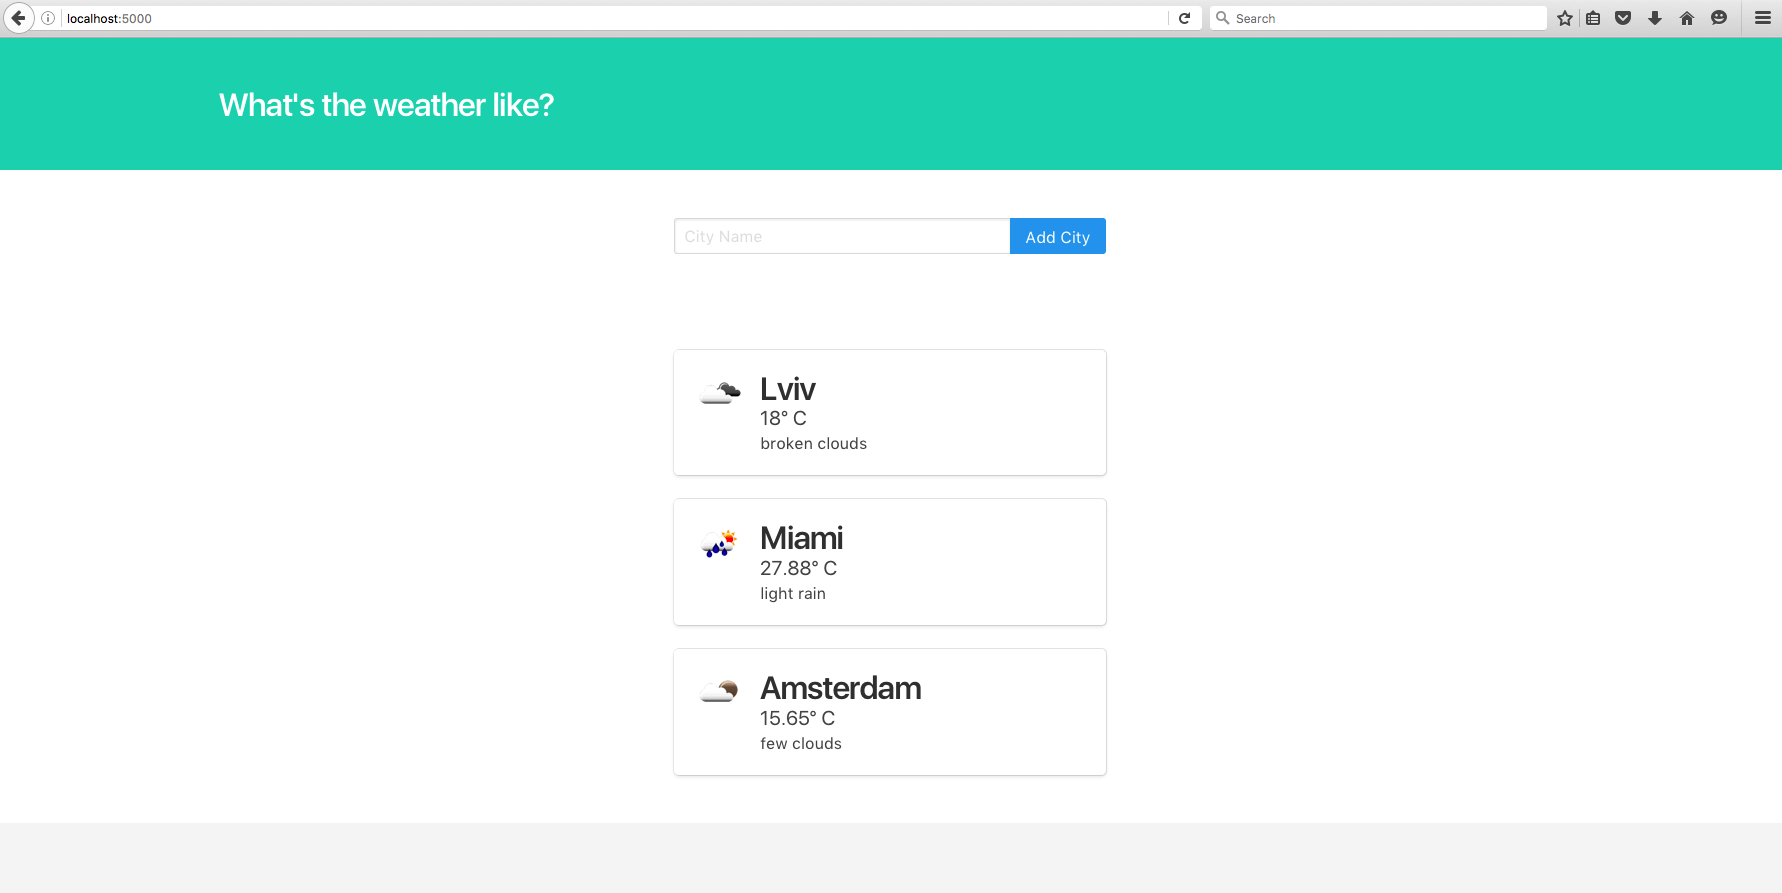 localhost:5000
Search
What's the weather like?
City Name
Add City
Lviv
18° C
broken clouds
Miami
27.88° C
light rain
Amsterdam
15.65° C
few clouds